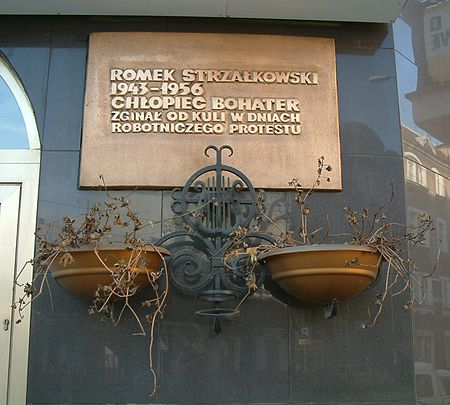 ROMEK STRZAŁKOWSKI
1943-1956
CHŁOPIEC BOHATER
ZGINĄŁ OD KULI W DNIACH
ROBOTNICZEGO PROTESTU